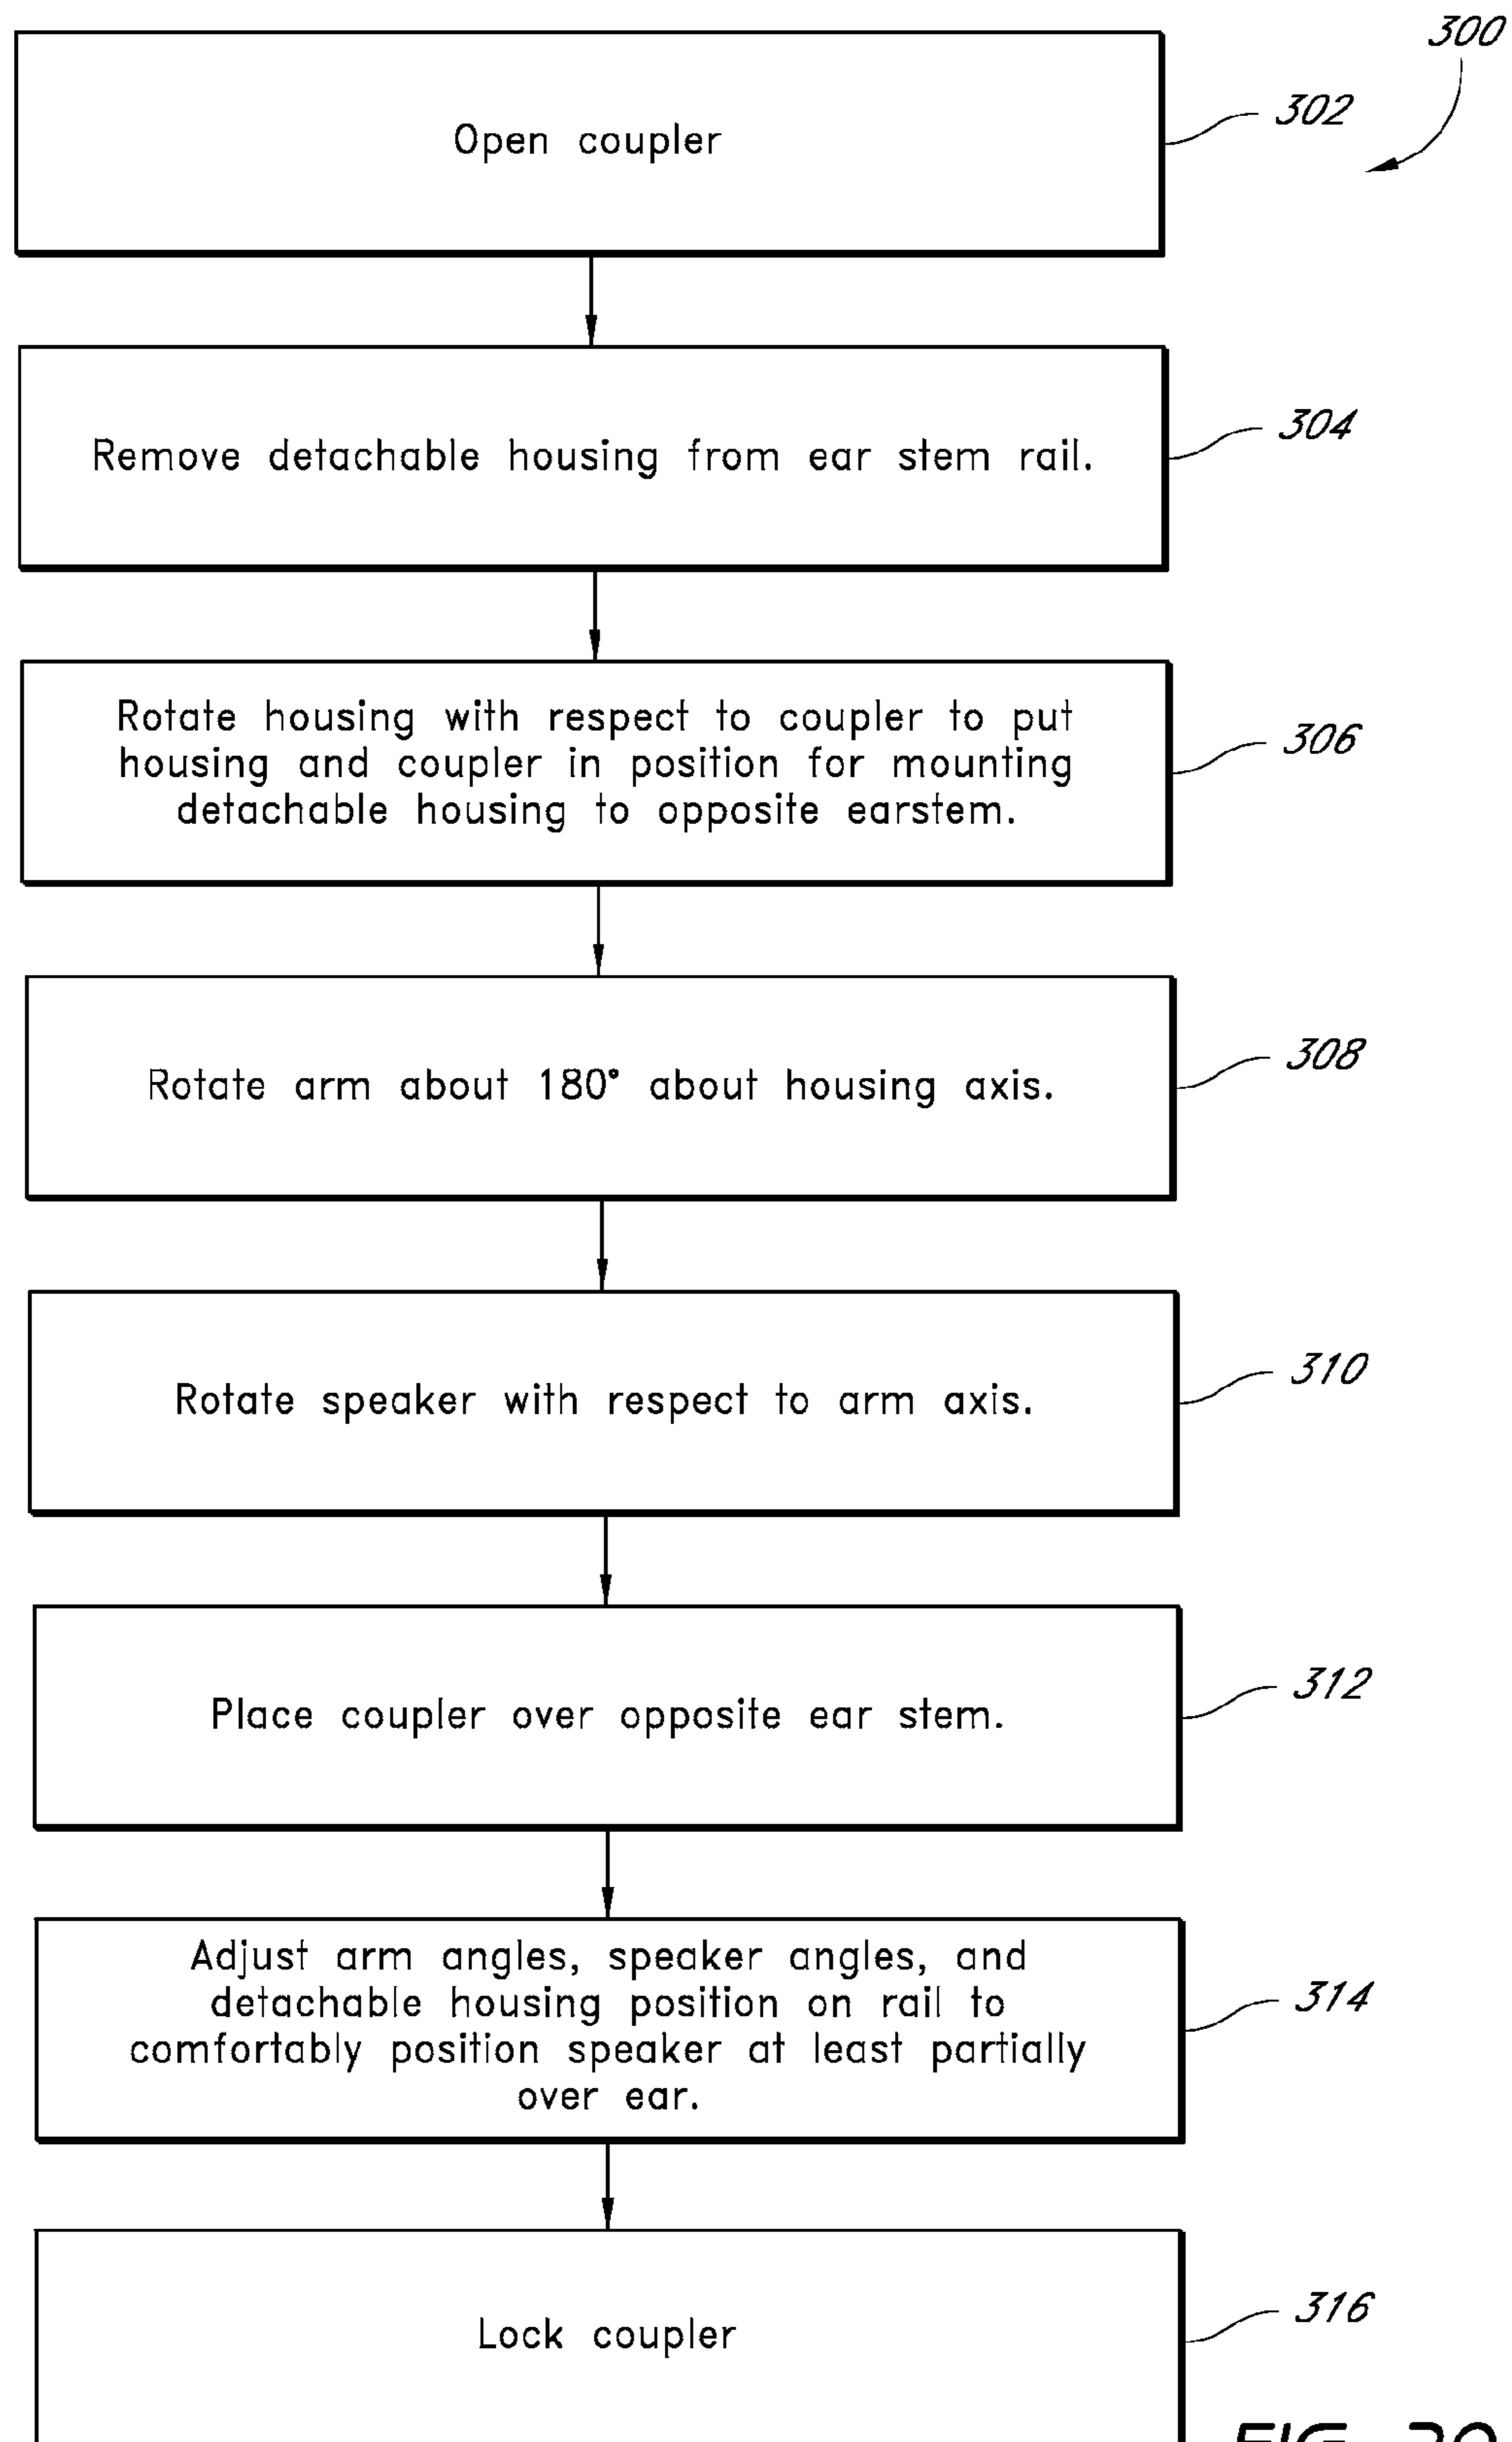 300
Open coupler
302
Remove detachable housing from ear stem rail.
304
Rotate housing with respect to coupler to put
housing and coupler in position for mounting
detachable housing to opposite earstem.
306
Rotate arm about 180° about housing axis.
308
Rotate speaker with respect to arm axis.
310
Place coupler over opposite ear stem.
312
Adjust arm angles, speaker angles, and
detachable housing position on rail to
comfortably position speaker at least partially
over ear.
314
Lock coupler
316
FIG.